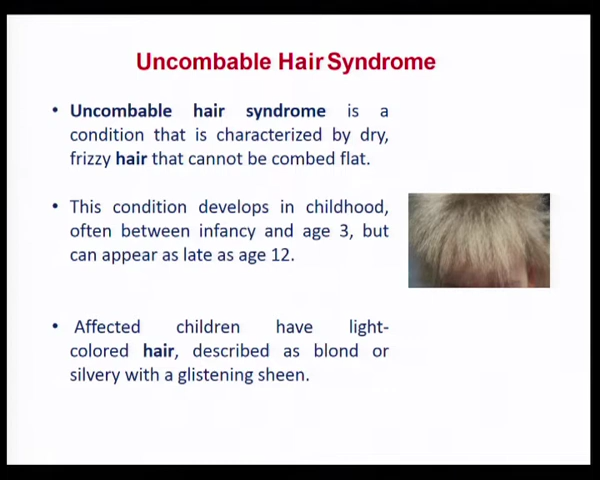 Uncombable Hair Syndrome
• Uncombable hair syndrome is a
condition that is characterized by dry,
frizzy hair that cannot be combed flat.
• This condition develops in childhood,
often between infancy and age 3, but
can appear as late as age 12.
• Affected children have light-
colored hair, described as blond or
silvery with a glistening sheen.